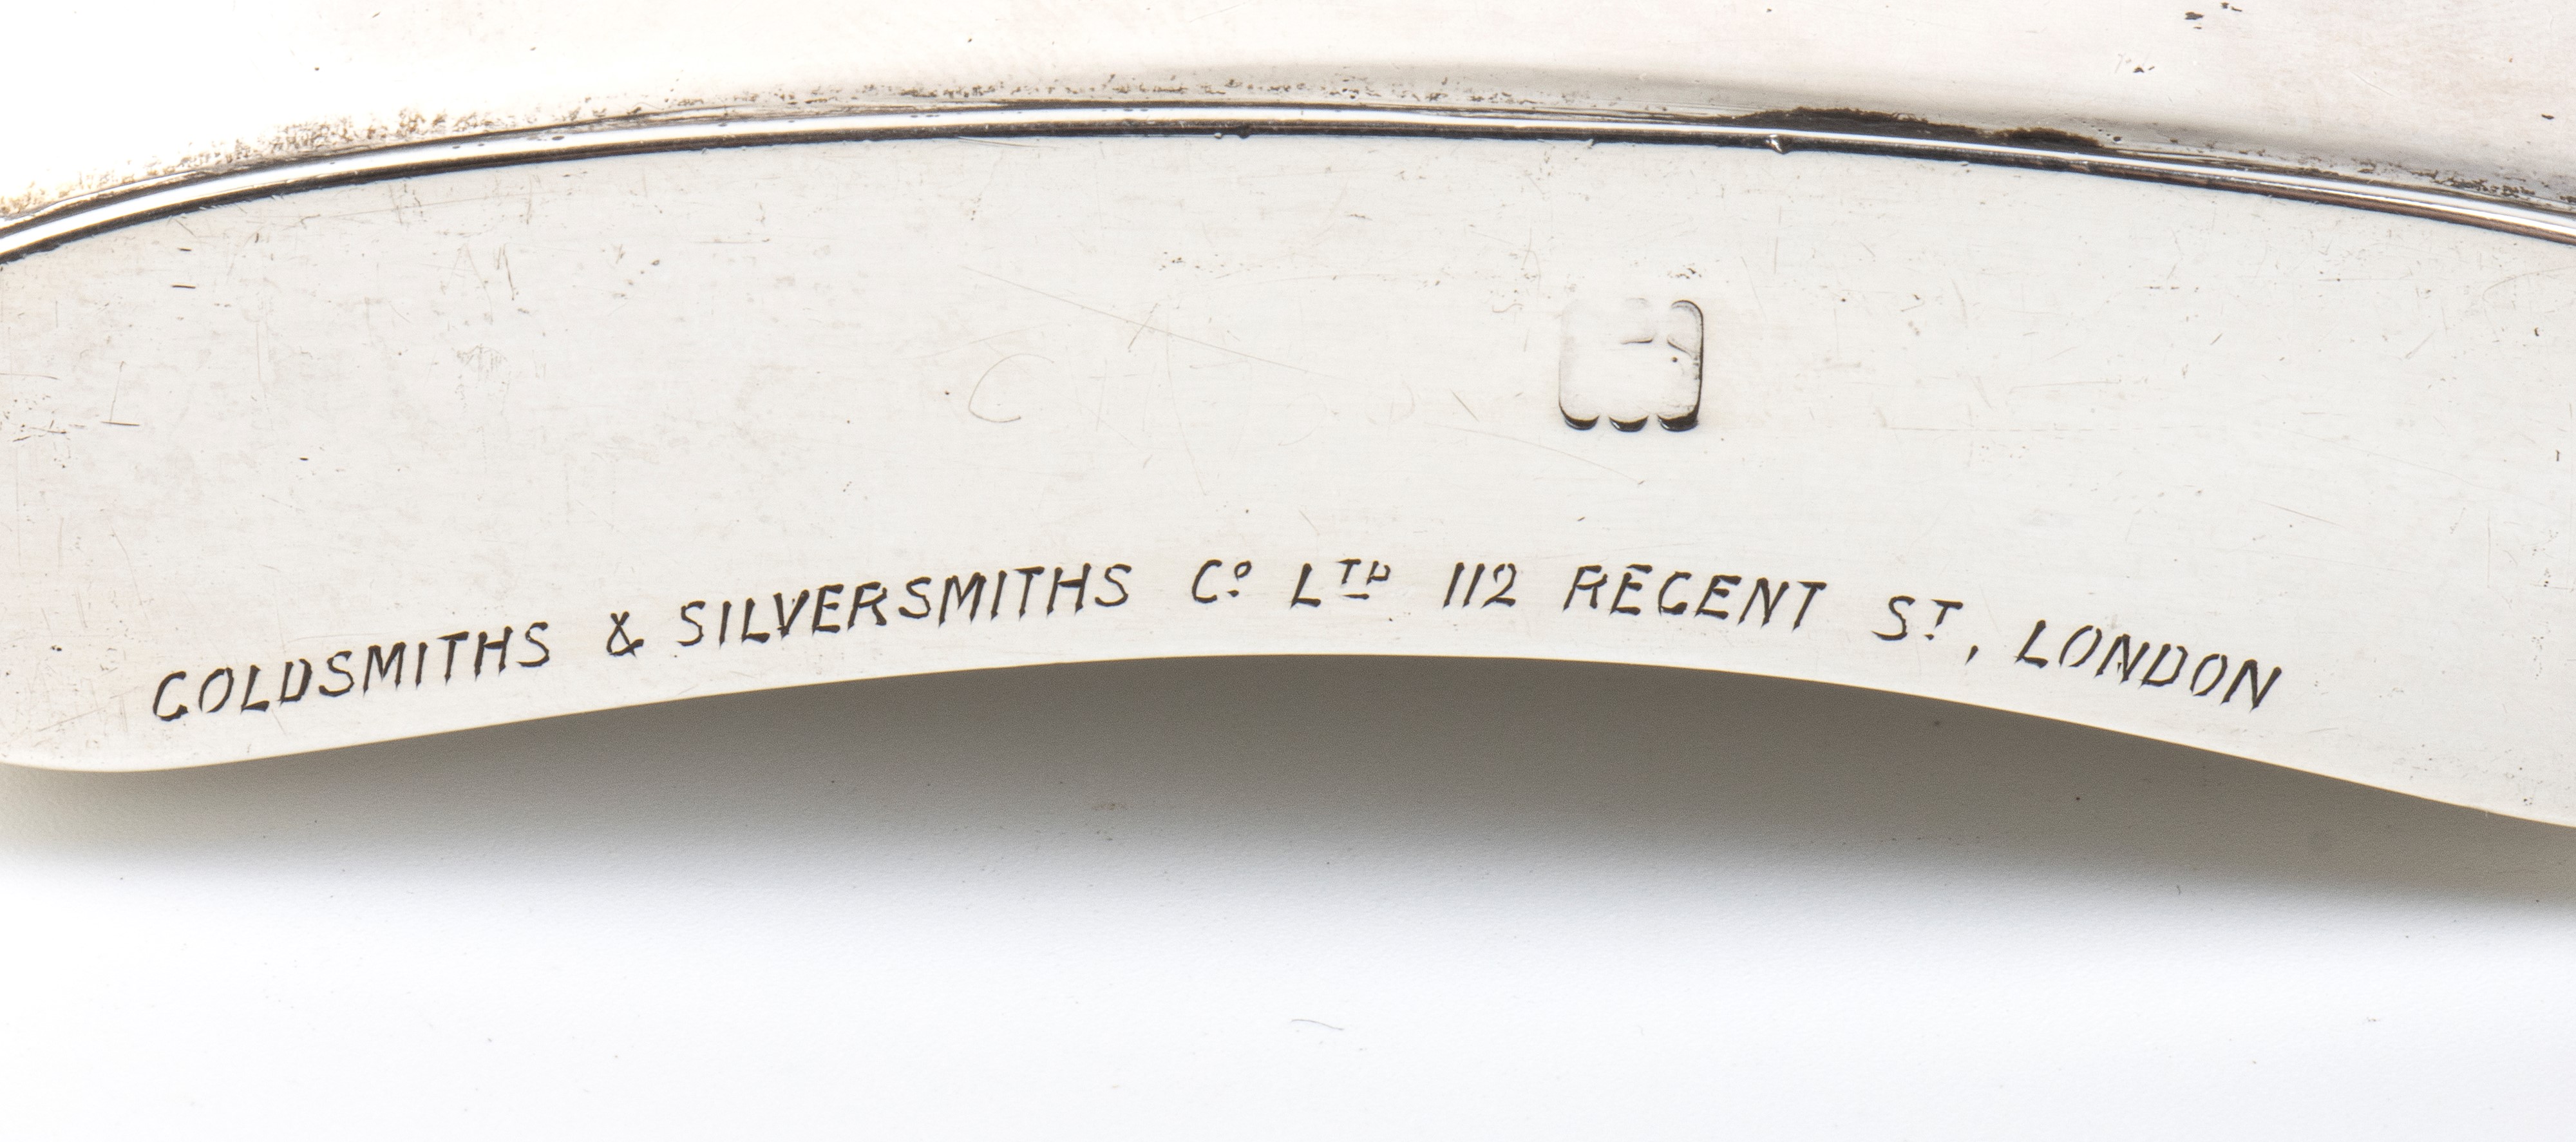 GOLDSMITHS & SILVERSMITHS Cº LTD 112 REGENT ST, LONDON